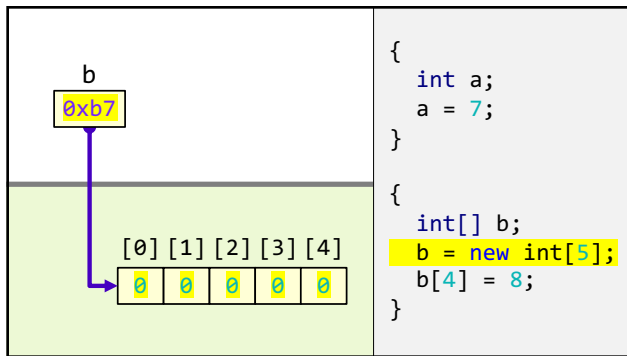 b
0xb7
[0] [1] [2] [3] [4]
0 0 0 0 0
{
int a;
a = 7;
}
{
int[] b;
b = new int[5];
b[4] = 8;
}